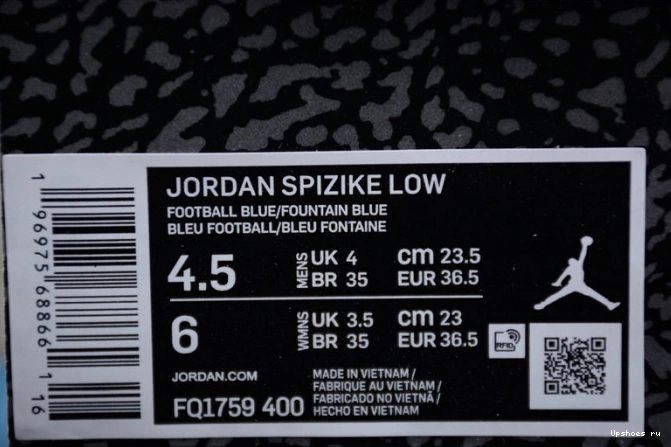 JORDAN SPIZIKE LOW
FOOTBALL BLUE/FOUNTAIN BLUE
BLEU FOOTBALL/BLEU FONTAINE
4.5 MENS UK 4 cm 23.5
BR 35 EUR 36.5
6 WMNS UK 3.5 cm 23
BR 35 EUR 36.5
RFID
JORDAN.COM
FQ1759 400
MADE IN VIETNAM /
FABRIQUE AU VIETNAM /
FABRICADO NO VIETNÃ /
HECHO EN VIETNAM
1 96975 68866 1 16
Upshoes ru